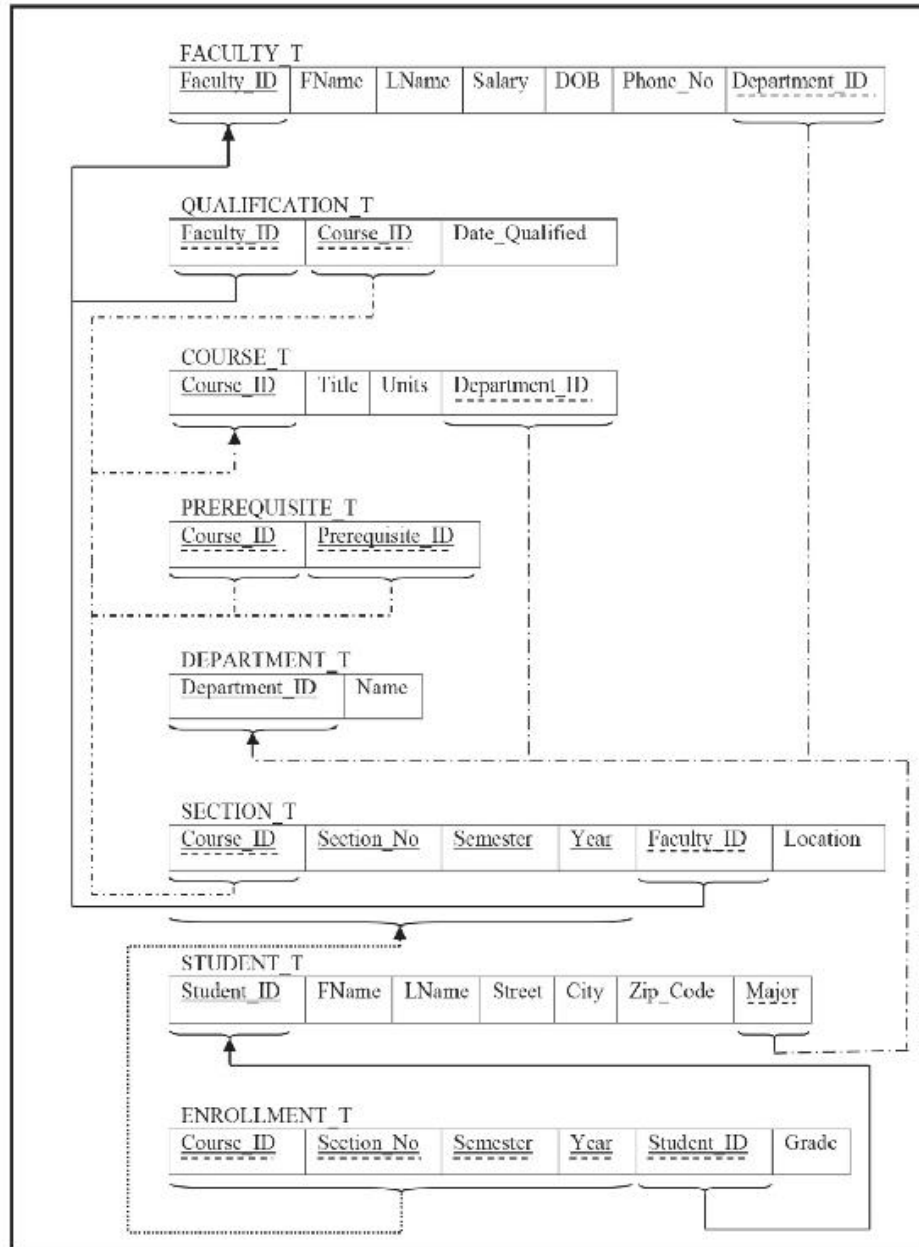 FACULTY_T
Faculty_ID FName LName Salary DOB Phone_No Department_ID
QUALIFICATION_T
Faculty_ID Course_ID Date_Qualified
COURSE_T
Course_ID Title Units Department_ID
PREREQUISITE_T
Course_ID Prerequisite_ID
DEPARTMENT_T
Department_ID Name
SECTION_T
Course_ID Section_No Semester Year Faculty_ID Location
STUDENT_T
Student_ID FName LName Street City Zip_Code Major
ENROLLMENT_T
Course_ID Section_No Semester Year Student_ID Grade